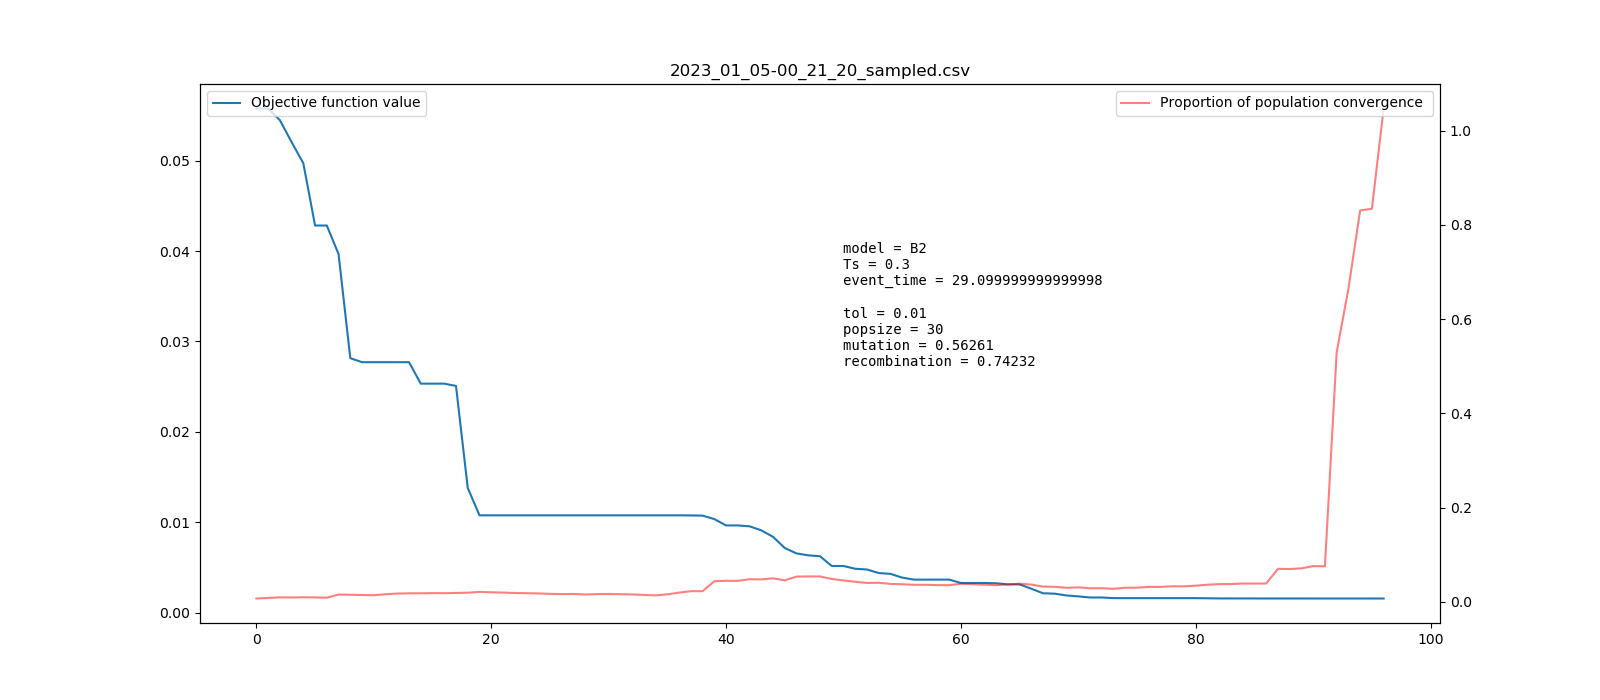 2023_01_05-00_21_20_sampled.csv
Objective function value
Proportion of population convergence
0.05
0.04
0.03
0.02
0.01
0.00
1.0
0.8
0.6
0.4
0.2
0.0
model = B2
Ts = 0.3
event_time = 29.099999999999998
tol = 0.01
popsize = 30
mutation = 0.56261
recombination = 0.74232
0 20 40 60 80 100